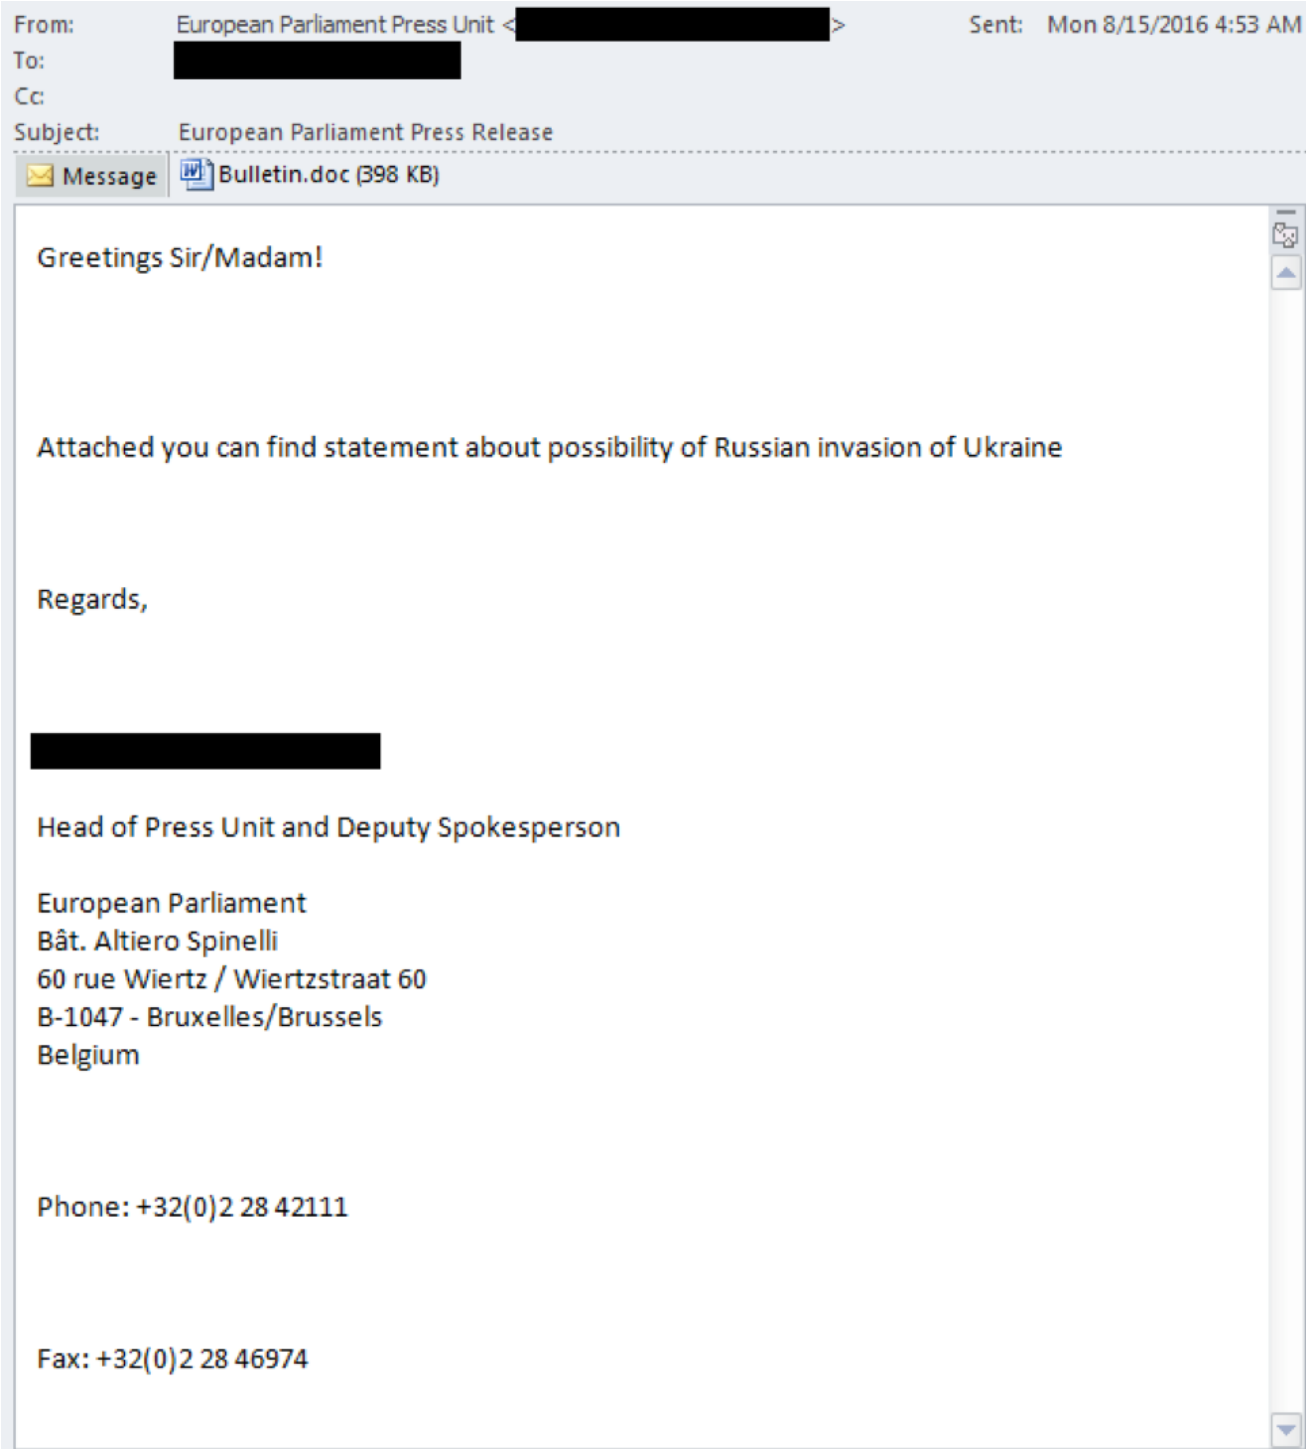 From: European Parliament Press Unit < > Sent: Mon 8/15/2016 4:53 AM
To:
Cc:
Subject: European Parliament Press Release
Message Bulletin.doc (398 KB)
Greetings Sir/Madam!
Attached you can find statement about possibility of Russian invasion of Ukraine
Regards,
Head of Press Unit and Deputy Spokesperson
European Parliament
Bât. Altiero Spinelli
60 rue Wiertz / Wiertzstraat 60
B-1047 - Bruxelles/Brussels
Belgium
Phone: +32(0)2 28 42111
Fax: +32(0)2 28 46974